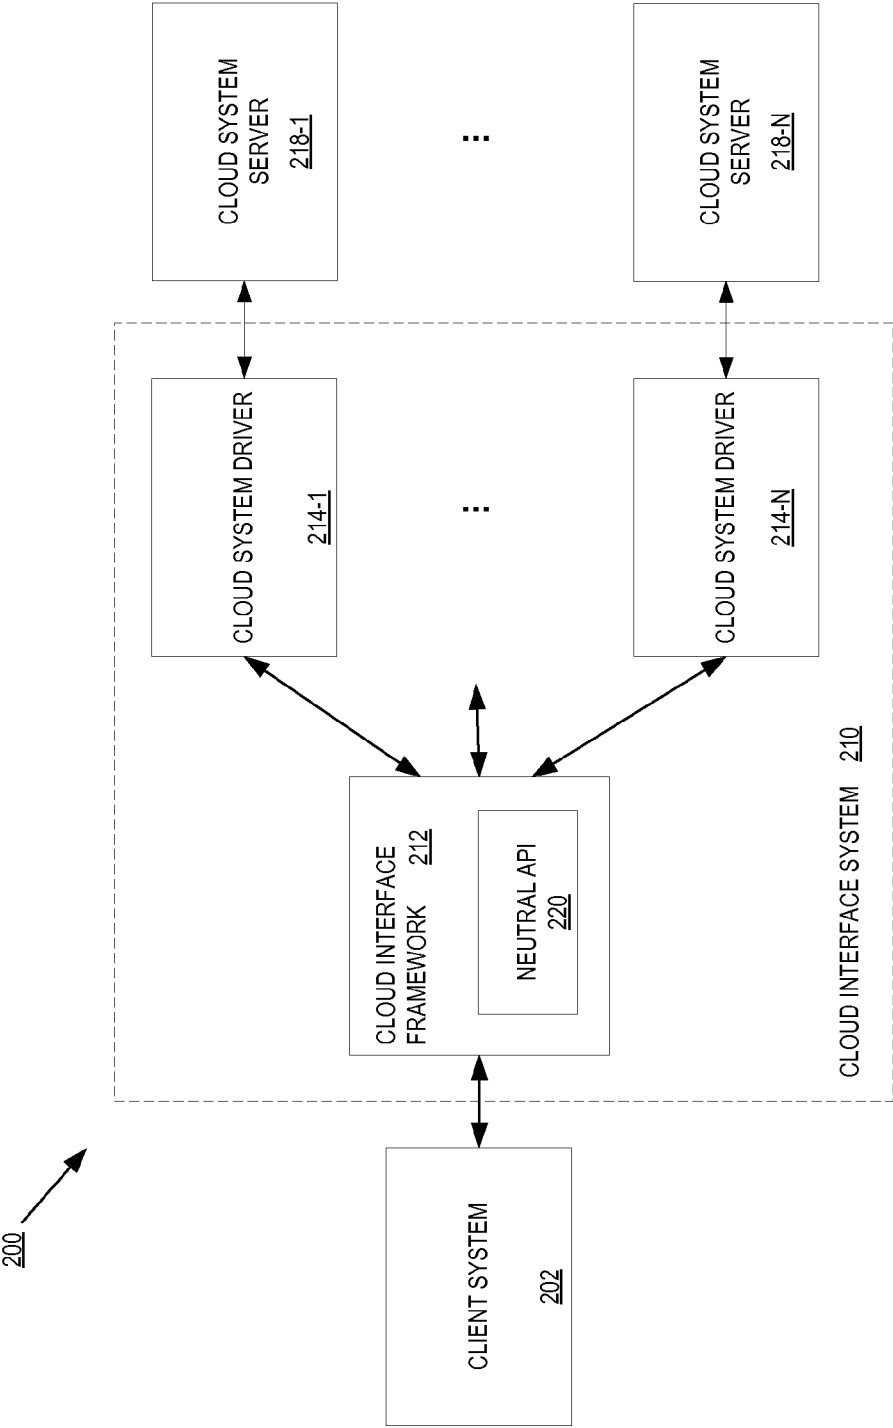 200
CLIENT SYSTEM
202
CLOUD INTERFACE
FRAMEWORK 212
NEUTRAL API
220
CLOUD SYSTEM DRIVER
214-1
...
CLOUD SYSTEM DRIVER
214-N
CLOUD INTERFACE SYSTEM 210
CLOUD SYSTEM
SERVER
218-1
...
CLOUD SYSTEM
SERVER
218-N